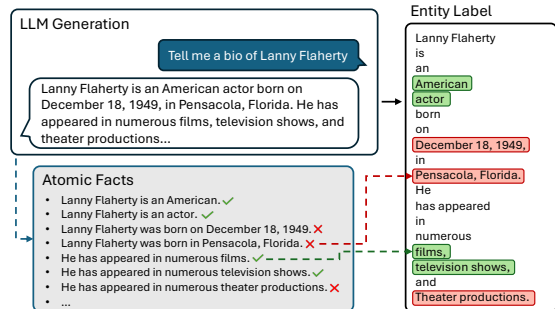 LLM Generation
Tell me a bio of Lanny Flaherty
Lanny Flaherty is an American actor born on
December 18, 1949, in Pensacola, Florida. He has
appeared in numerous films, television shows, and
theater productions...
Atomic Facts
• Lanny Flaherty is an American. ✓
• Lanny Flaherty is an actor. ✓
• Lanny Flaherty was born on December 18, 1949. ✗
• Lanny Flaherty was born in Pensacola, Florida. ✗
• He has appeared in numerous films. ✓
• He has appeared in numerous television shows. ✓
• He has appeared in numerous theater productions. ✗
• ...
Entity Label
Lanny Flaherty
is
an
American
actor
born
on
December 18, 1949,
in
Pensacola, Florida.
He
has appeared
in
numerous
films,
television shows,
and
Theater productions.